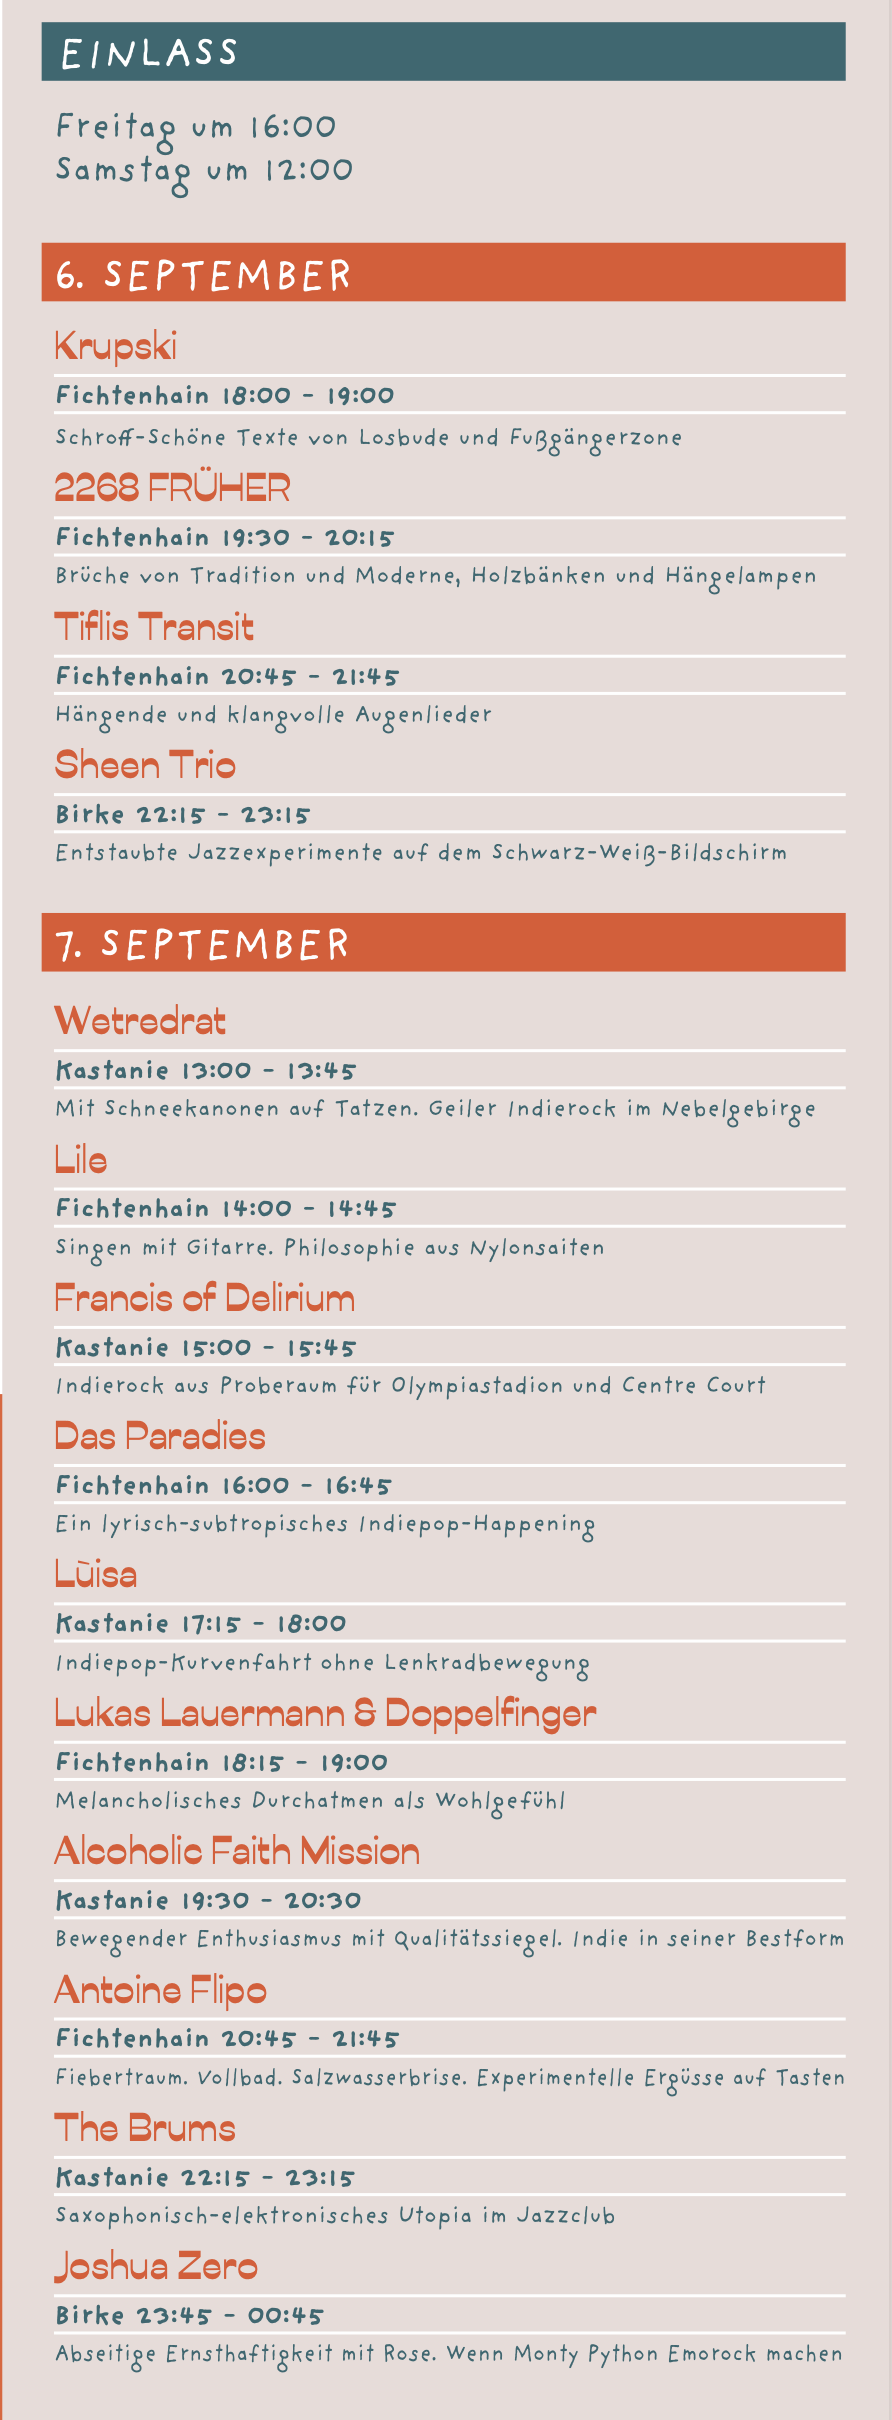 EINLASS
Freitag um 16:00
Samstag um 12:00
6. SEPTEMBER
Krupski
Fichtenhain 18:00 - 19:00
Schroff-Schöne Texte von Losbude und Fußgängerzone
2268 FRÜHER
Fichtenhain 19:30 - 20:15
Brüche von Tradition und Moderne, Holzbänken und Hängelampen
Tiflis Transit
Fichtenhain 20:45 - 21:45
Hängende und klangvolle Augenlieder
Sheen Trio
Birke 22:15 - 23:15
Entstaubte Jazzexperimente auf dem Schwarz-Weiß-Bildschirm
7. SEPTEMBER
Wetredrat
Kastanie 13:00 - 13:45
Mit Schneekanonen auf Tatzen. Geiler Indierock im Nebelgebirge
Lile
Fichtenhain 14:00 - 14:45
Singen mit Gitarre. Philosophie aus Nylonsaiten
Francis of Delirium
Kastanie 15:00 - 15:45
Indierock aus Proberaum für Olympiastadion und Centre Court
Das Paradies
Fichtenhain 16:00 - 16:45
Ein lyrisch-subtropisches Indiepop-Happening
Lùisa
Kastanie 17:15 - 18:00
Indiepop-Kurvenfahrt ohne Lenkradbewegung
Lukas Lauermann & Doppelfinger
Fichtenhain 18:15 - 19:00
Melancholisches Durchatmen als Wohlgefühl
Alcoholic Faith Mission
Kastanie 19:30 - 20:30
Bewegender Enthusiasmus mit Qualitätssiegel. Indie in seiner Bestform
Antoine Flipo
Fichtenhain 20:45 - 21:45
Fiebertraum. Vollbad. Salzwasserbrise. Experimentelle Ergüsse auf Tasten
The Brums
Kastanie 22:15 - 23:15
Saxophonisch-elektronisches Utopia im Jazzclub
Joshua Zero
Birke 23:45 - 00:45
Abseitige Ernsthaftigkeit mit Rose. Wenn Monty Python Emorock machen